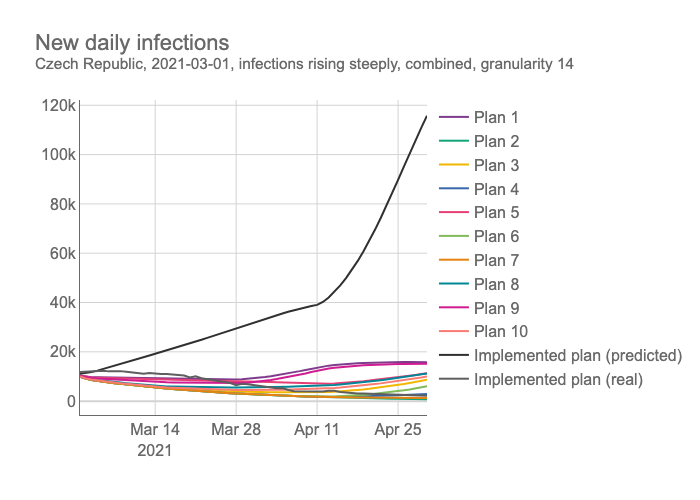 New daily infections
Czech Republic, 2021-03-01, infections rising steeply, combined, granularity 14
120k
100k
80k
60k
40k
20k
0
Mar 14
2021
Mar 28
Apr 11
Apr 25
Plan 1
Plan 2
Plan 3
Plan 4
Plan 5
Plan 6
Plan 7
Plan 8
Plan 9
Plan 10
Implemented plan (predicted)
Implemented plan (real)